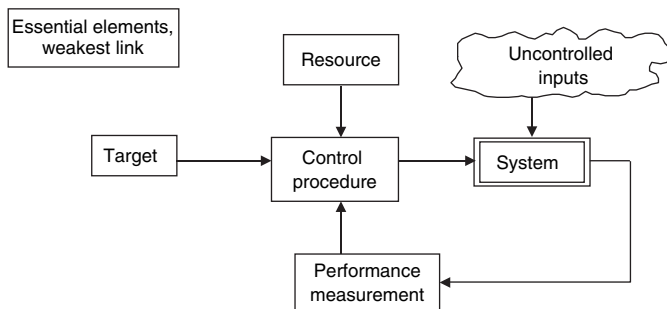 Essential elements,
weakest link
Resource
Uncontrolled
inputs
Target
Control
procedure
System
Performance
measurement